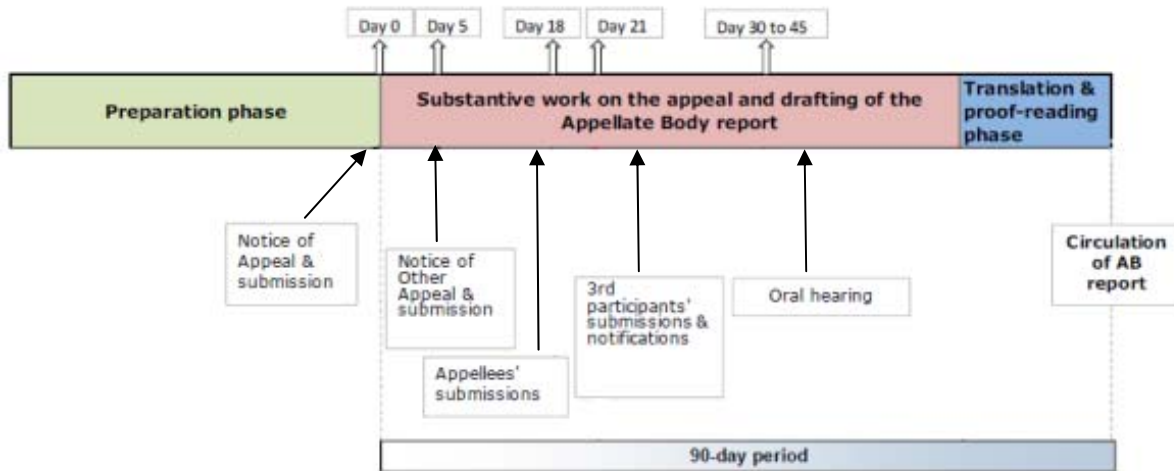 Day 0
Day 5
Day 18
Day 21
Day 30 to 45
Preparation phase
Substantive work on the appeal and drafting of the
Appellate Body report
Translation &
proof-reading
phase
Notice of
Appeal &
submission
Notice of
Other
Appeal &
submission
Appellees'
submissions
3rd
participants'
submissions &
notifications
Oral hearing
Circulation
of AB
report
90-day period